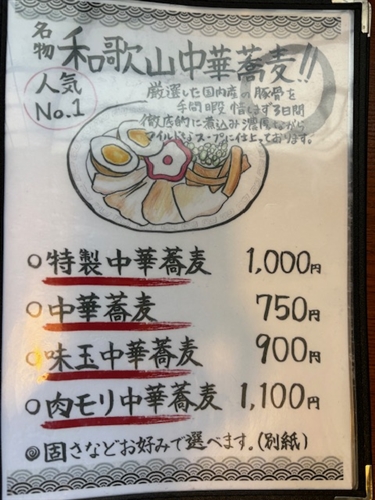 名物
和歌山中華蕎麦!!
人気
No.1
厳選した国内産の豚骨を
手間暇惜しまず3日間
徹底的に煮込み濃厚ながら
マイルドなスープに仕上っております。
特製中華蕎麦 1,000円
中華蕎麦 750円
味玉中華蕎麦 900円
肉モリ中華蕎麦 1,100円
固さなどお好みで選べます。(別紙)